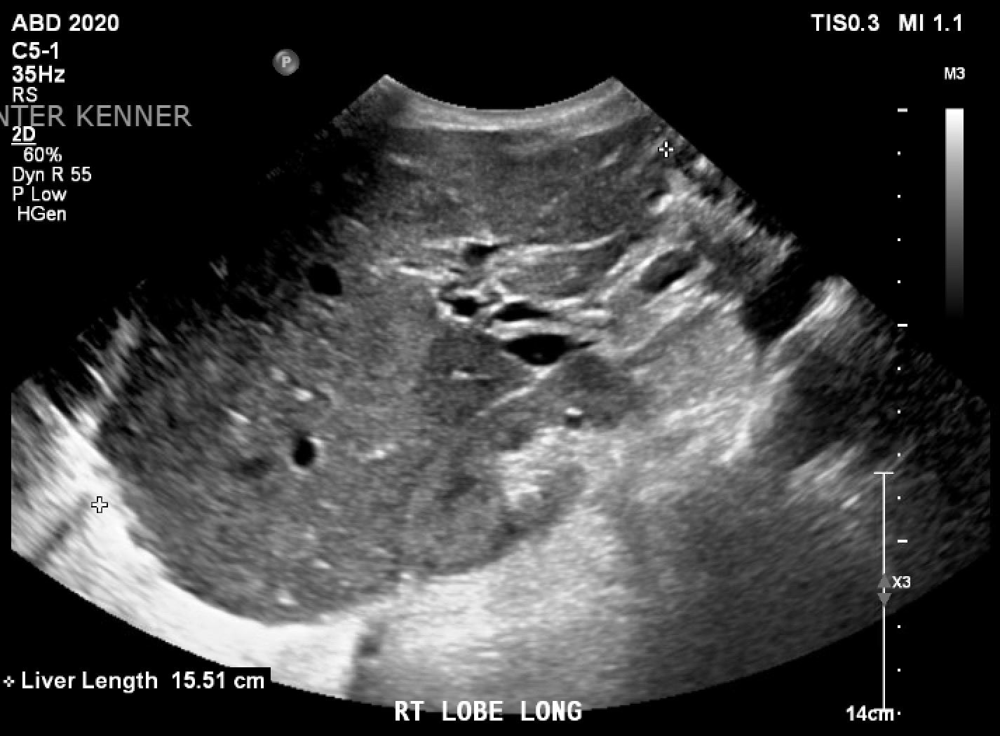 ABD 2020
TIS0.3 MI 1.1
C5-1
35Hz
RS
NTER KENNER
2D
60%
Dyn R 55
P Low
HGen
P
M3
X3
Liver Length 15.51 cm
RT LOBE LONG
14cm